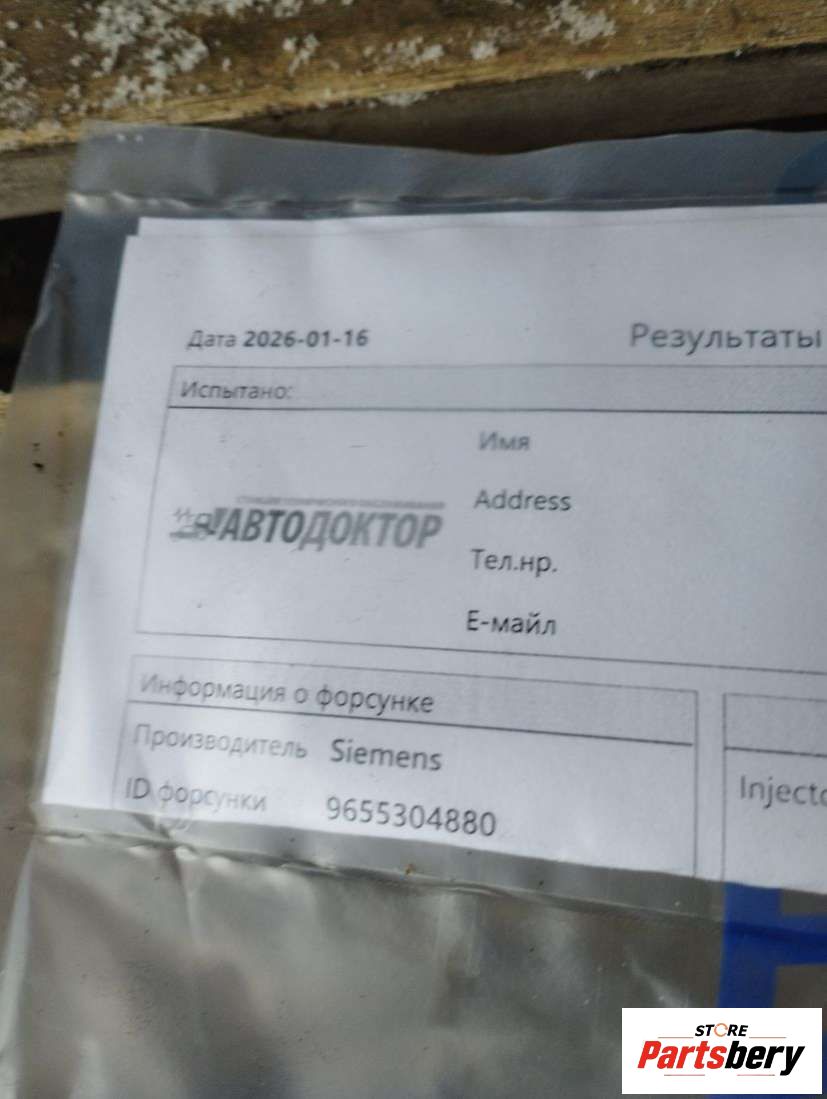 Дата 2026-01-16
Результаты
Испытано:
Имя
Address
АВТОДОКТОР
Тел.нр.
Е-майл
Информация о форсунке
Производитель Siemens
ID форсунки 9655304880
Injecto
STORE
Partsbery